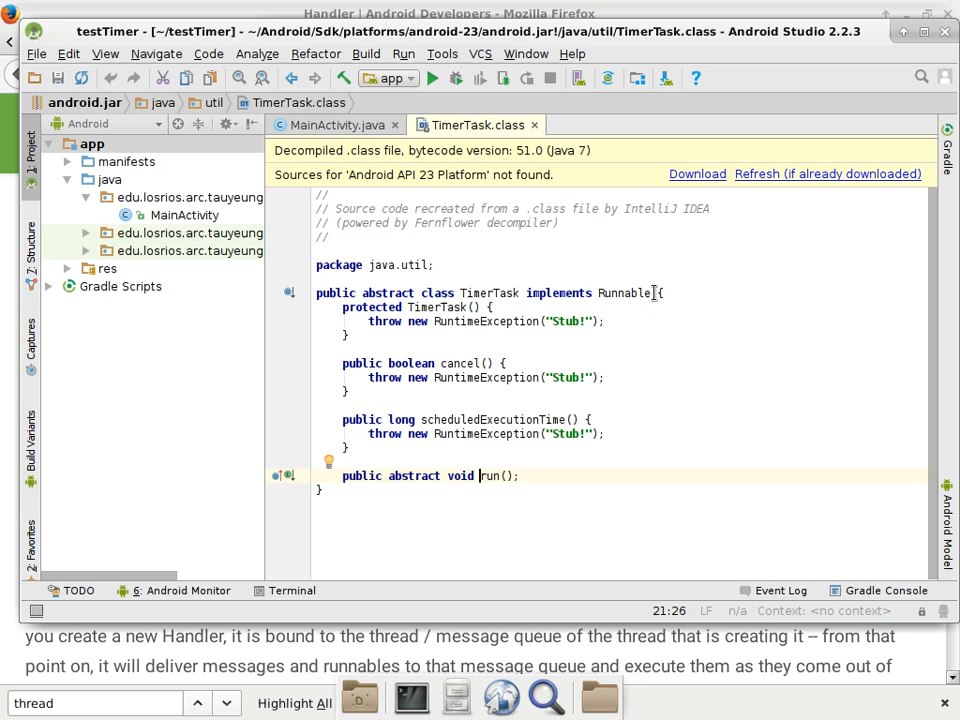 Handler | Android Developers - Mozilla Firefox
testTimer - [~/testTimer] - ~/Android/Sdk/platforms/android-23/android.jar!/java/util/TimerTask.class - Android Studio 2.2.3
File Edit View Navigate Code Analyze Refactor Build Run Tools VCS Window Help
app
android.jar java util TimerTask.class
Android
MainActivity.java
TimerTask.class
1: Project
7: Structure
Captures
Build Variants
2: Favorites
app
manifests
java
edu.losrios.arc.tauyeung
MainActivity
edu.losrios.arc.tauyeung
edu.losrios.arc.tauyeung
res
Gradle Scripts
Decompiled .class file, bytecode version: 51.0 (Java 7)
Sources for 'Android API 23 Platform' not found. Download Refresh (if already downloaded)
//
// Source code recreated from a .class file by IntelliJ IDEA
// (powered by Fernflower decompiler)
//
package java.util;
public abstract class TimerTask implements Runnable {
protected TimerTask() {
throw new RuntimeException("Stub!");
}
public boolean cancel() {
throw new RuntimeException("Stub!");
}
public long scheduledExecutionTime() {
throw new RuntimeException("Stub!");
}
public abstract void run();
}
Gradle
Android Model
TODO 6: Android Monitor Terminal Event Log Gradle Console
21:26 LF n/a Context: <no context>
you create a new Handler, it is bound to the thread / message queue of the thread that is creating it -- from that
point on, it will deliver messages and runnables to that message queue and execute them as they come out of
thread Highlight All